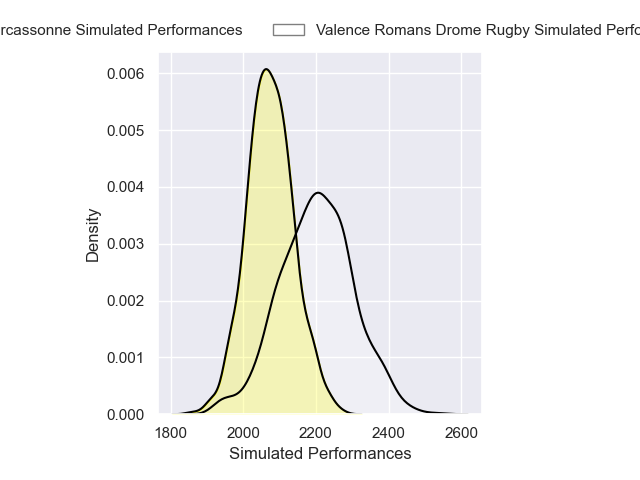 rcassonne Simulated Performances Valence Romans Drome Rugby Simulated Perfo
0.006
0.005
0.004
0.003
0.002
0.001
0.000
Density
1800 2000 2200 2400 2600
Simulated Performances